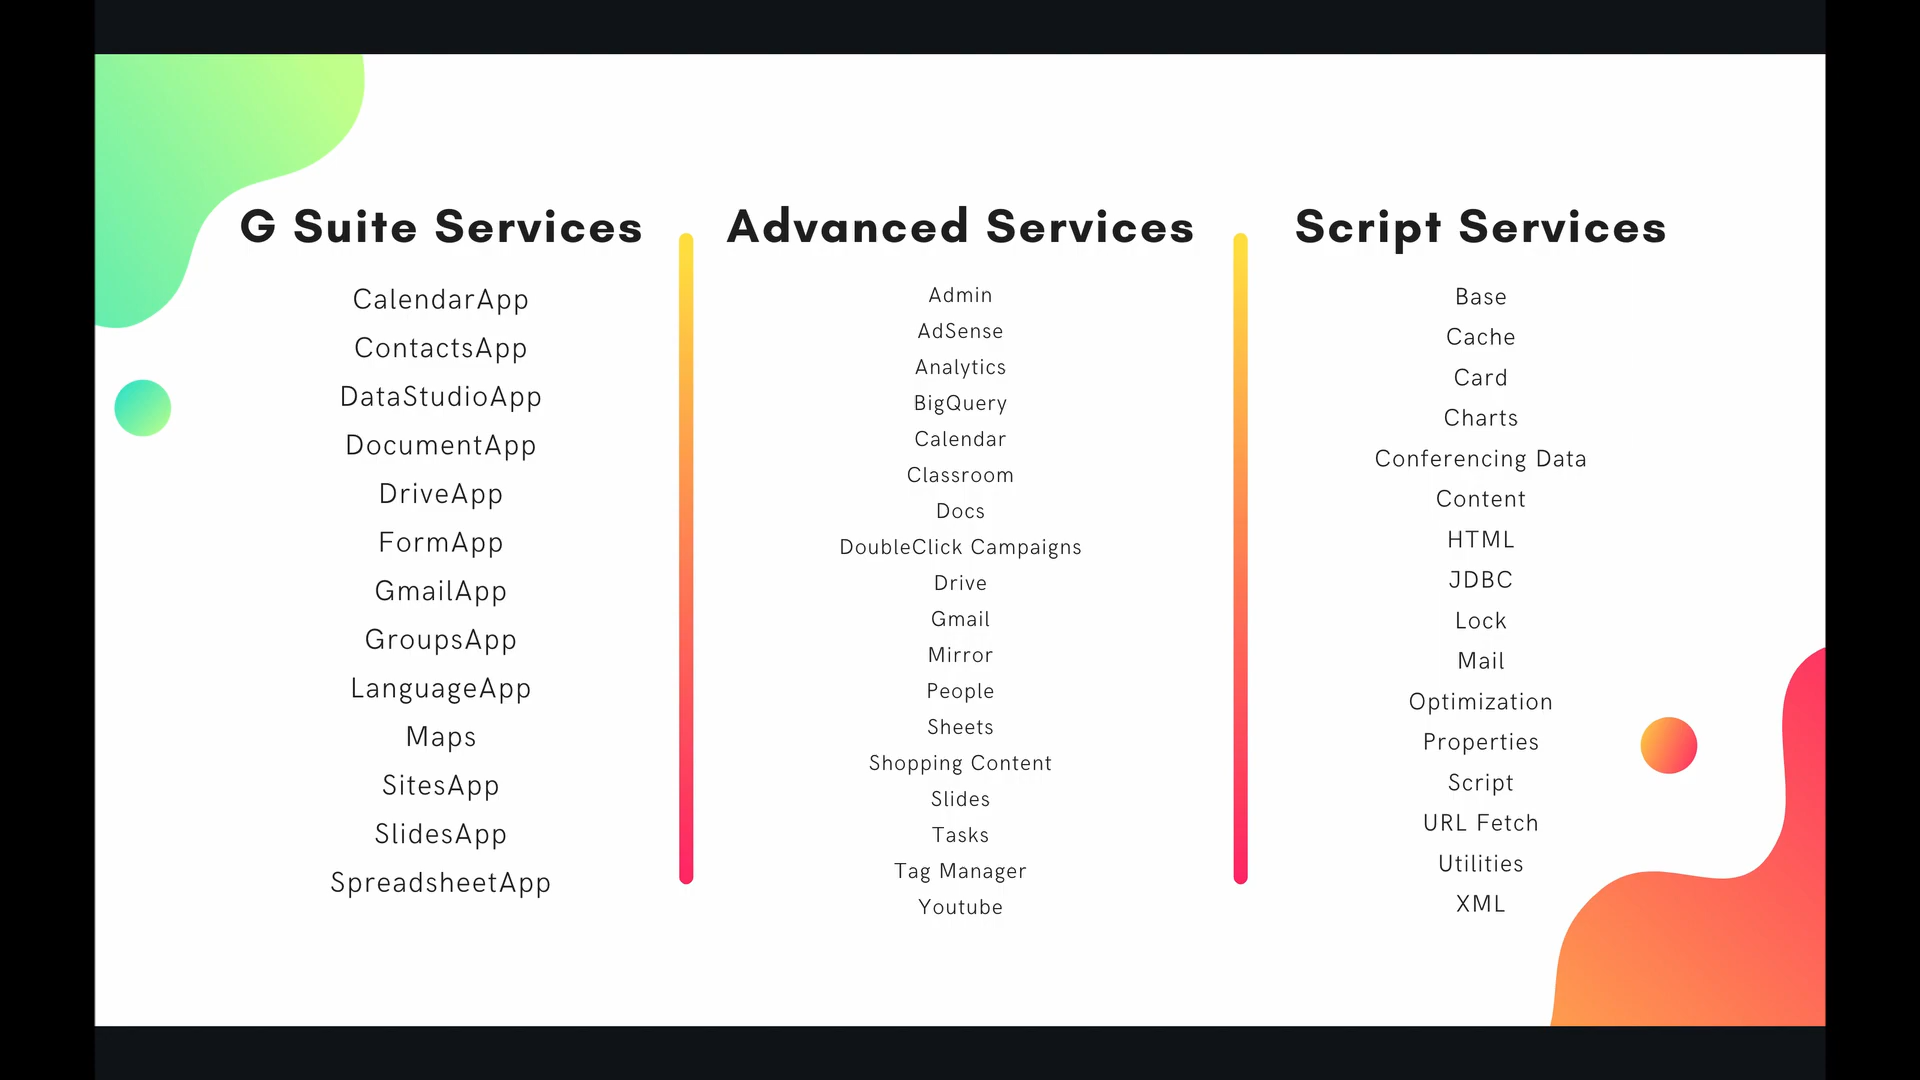 G Suite Services
CalendarApp
ContactsApp
DataStudioApp
DocumentApp
DriveApp
FormApp
GmailApp
GroupsApp
LanguageApp
Maps
SitesApp
SlidesApp
SpreadsheetApp
Advanced Services
Admin
AdSense
Analytics
BigQuery
Calendar
Classroom
Docs
DoubleClick Campaigns
Drive
Gmail
Mirror
People
Sheets
Shopping Content
Slides
Tasks
Tag Manager
Youtube
Script Services
Base
Cache
Card
Charts
Conferencing Data
Content
HTML
JDBC
Lock
Mail
Optimization
Properties
Script
URL Fetch
Utilities
XML